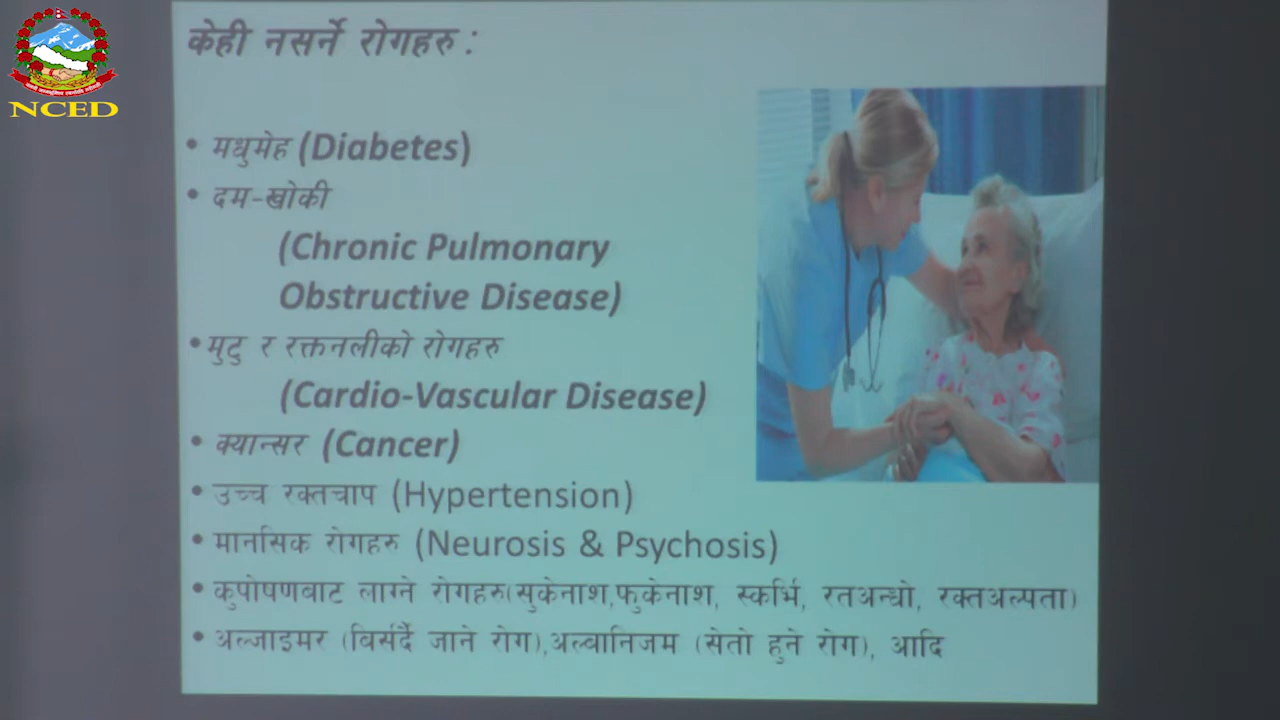 NCED
केही नसर्ने रोगहरु :
• मधुमेह (Diabetes)
• दम-खोकी
(Chronic Pulmonary
Obstructive Disease)
• मुटु र रक्तनलीको रोगहरु
(Cardio-Vascular Disease)
• क्यान्सर (Cancer)
• उच्च रक्तचाप (Hypertension)
• मानसिक रोगहरु (Neurosis & Psychosis)
• कुपोषणबाट लाग्ने रोगहरु(सुकेनाश,फुकेनाश, स्कर्भि, रतअन्धो, रक्तअल्पता)
• अल्जाइमर (बिर्सदै जाने रोग),अल्वानिजम (सेतो हुने रोग), आदि